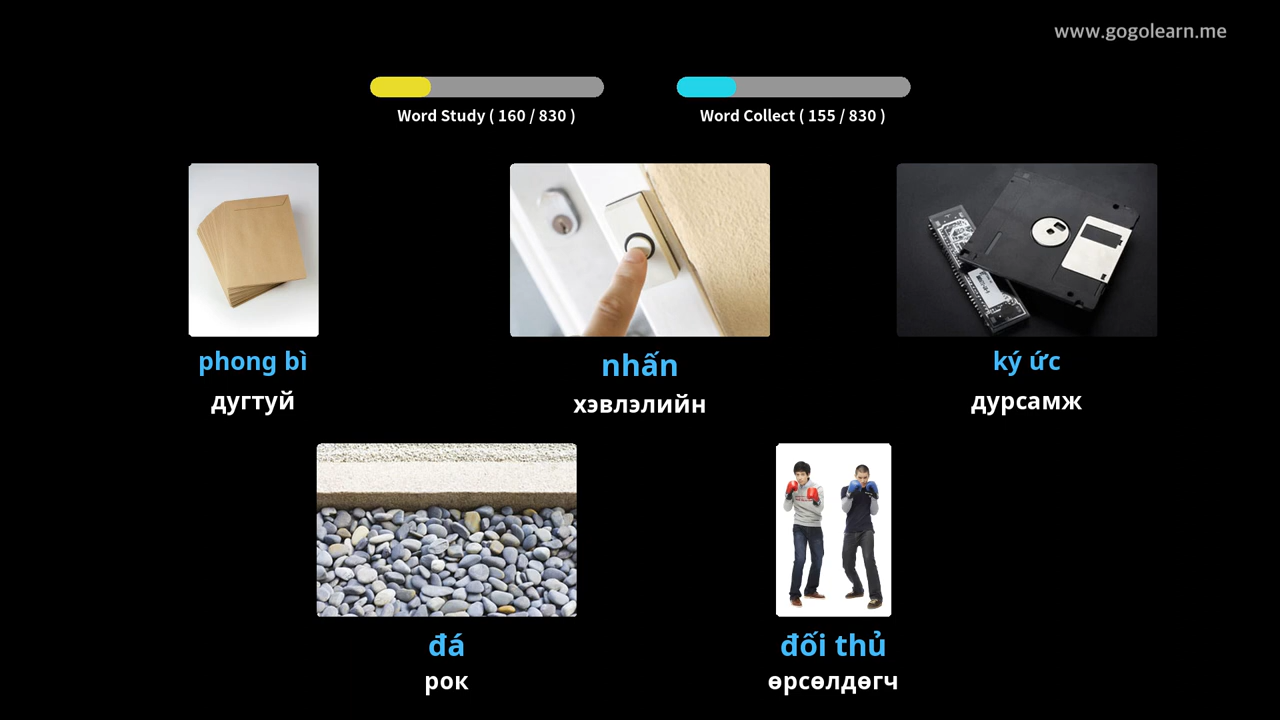 www.gogolearn.me
Word Study ( 160 / 830 )
Word Collect ( 155 / 830 )
phong bì
дугтуй
nhấn
хэвлэлийн
ký ức
дурсамж
đá
рок
đối thủ
өрсөлдөгч